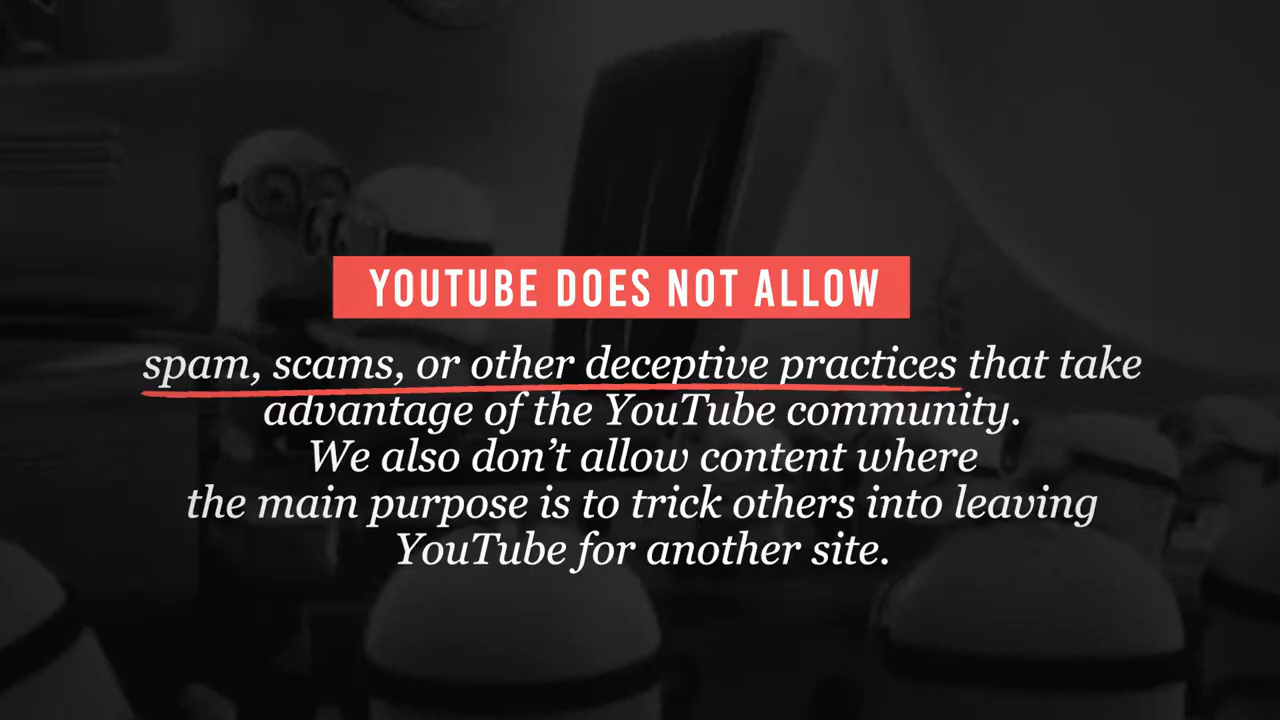 YOUTUBE DOES NOT ALLOW
spam, scams, or other deceptive practices that take
advantage of the YouTube community.
We also don’t allow content where
the main purpose is to trick others into leaving
YouTube for another site.